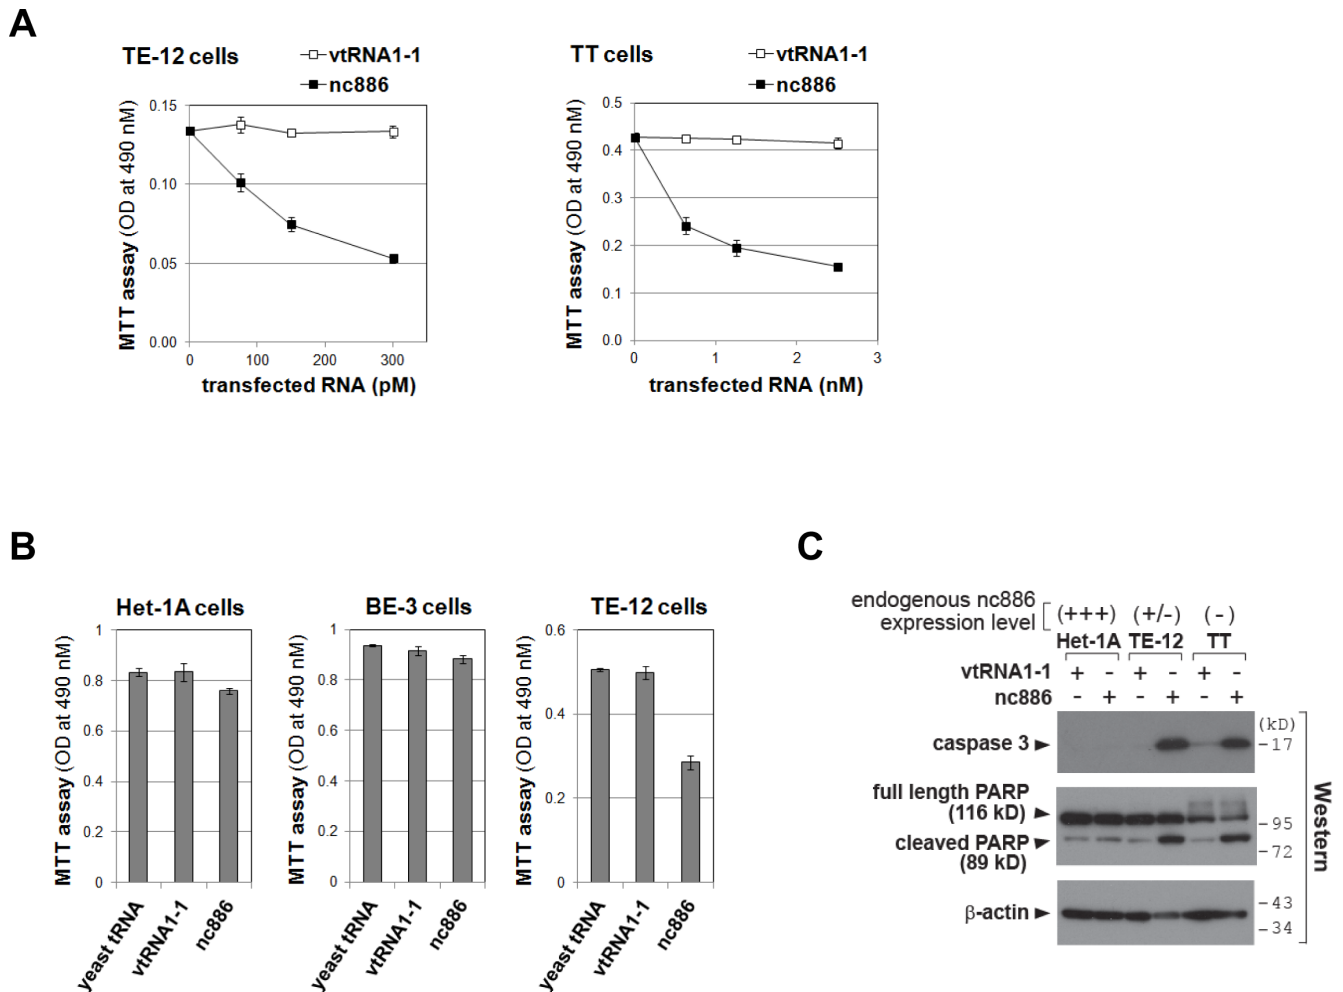 A
TE-12 cells
vtRNA1-1
nc886
MTT assay (OD at 490 nM)
0.15
0.10
0.05
0.00
0 100 200 300
transfected RNA (pM)
TT cells
vtRNA1-1
nc886
MTT assay (OD at 490 nM)
0.5
0.4
0.3
0.2
0.1
0.0
0 1 2 3
transfected RNA (nM)
B
Het-1A cells
MTT assay (OD at 490 nM)
1
0.8
0.6
0.4
0.2
0
yeast tRNA
vtRNA1-1
nc886
BE-3 cells
MTT assay (OD at 490 nM)
1
0.8
0.6
0.4
0.2
0
yeast tRNA
vtRNA1-1
nc886
TE-12 cells
MTT assay (OD at 490 nM)
0.6
0.4
0.2
0
yeast tRNA
vtRNA1-1
nc886
C
endogenous nc886
expression level
(+++) (+/-) (-)
Het-1A TE-12 TT
vtRNA1-1 + - + - + -
nc886 - + - + - +
(kD)
caspase 3
-17
full length PARP
(116 kD)
-95
cleaved PARP
(89 kD)
-72
β-actin
-43
-34
Western